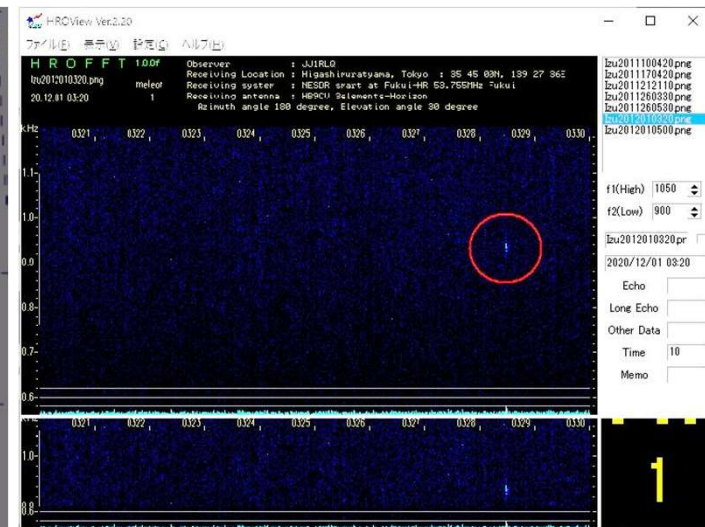 HROView Ver.2.20
ファイル(F) 表示(V) 設定(C) ヘルプ(H)
HROFFT 1.0.0f
Izu2012010320.png meteor
20.12.01 03:20 1
Observer : JJ1RLQ
Receiving Location : Higashimuratyama, Tokyo : 35 45 00N, 139 27 36E
Receiving system : NESDR smart at Fukui-HR 53.755MHz Fukui
Receiving antenna : HB9CV 2elements-Horizon
Azimuth angle 180 degree, Elevation angle 30 degree
kHz 0321 0322 0323 0324 0325 0326 0327 0328 0329 0330
1.1
1.0
0.9
0.8
0.7
0.6
0321 0322 0323 0324 0325 0326 0327 0328 0329 0330
1.0
Izu2011100420.png
Izu2011170420.png
Izu2011212110.png
Izu2011260330.png
Izu2011260530.png
Izu2012010320.png
Izu2012010500.png
f1(High) 1050
f2(Low) 900
Izu2012010320.pr
2020/12/01 03:20
Echo
Long Echo
Other Data
Time 10
Memo
1